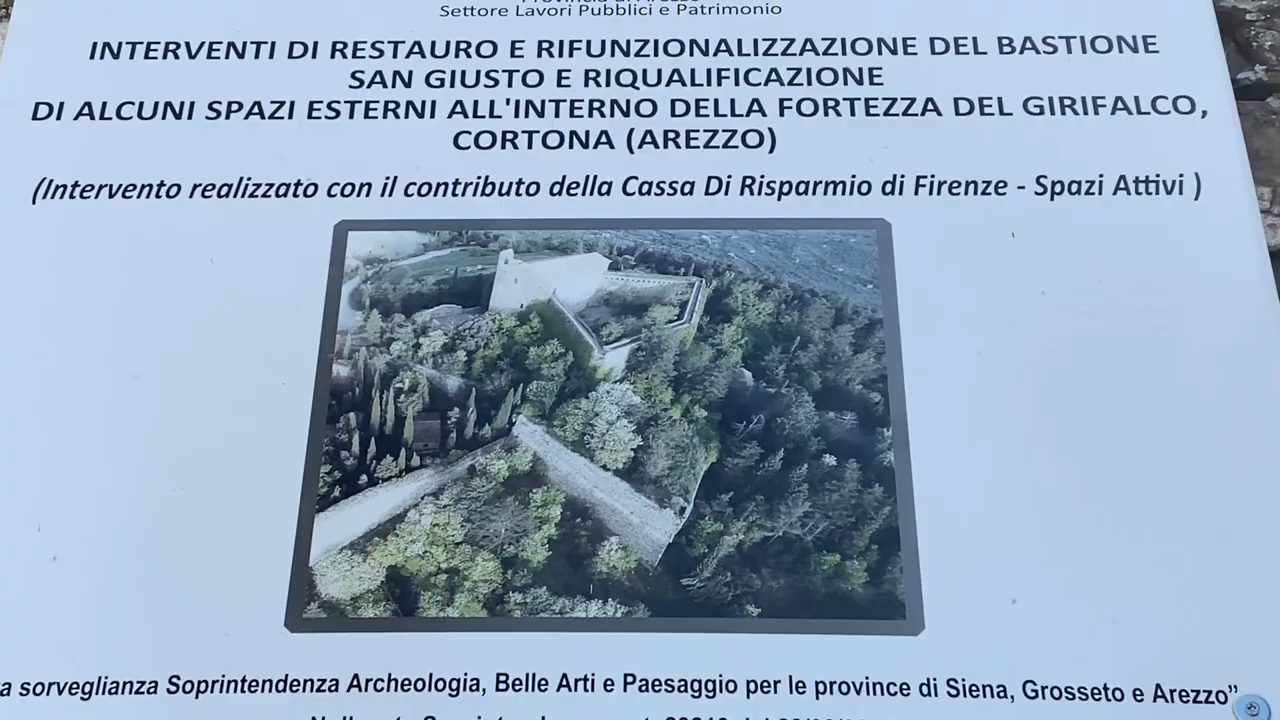 Settore Lavori Pubblici e Patrimonio
INTERVENTI DI RESTAURO E RIFUNZIONALIZZAZIONE DEL BASTIONE
SAN GIUSTO E RIQUALIFICAZIONE
DI ALCUNI SPAZI ESTERNI ALL'INTERNO DELLA FORTEZZA DEL GIRIFALCO,
CORTONA (AREZZO)
(Intervento realizzato con il contributo della Cassa Di Risparmio di Firenze - Spazi Attivi )
sorveglianza Soprintendenza Archeologia, Belle Arti e Paesaggio per le province di Siena, Grosseto e Arezzo”